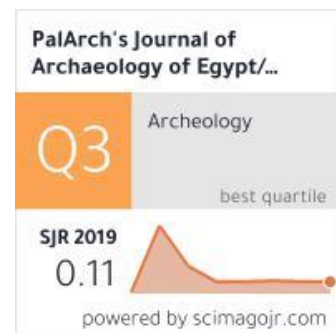 PalArch's Journal of
Archaeology of Egypt/...
Q3
Archeology
best quartile
SJR 2019
0.11
powered by scimagojr.com